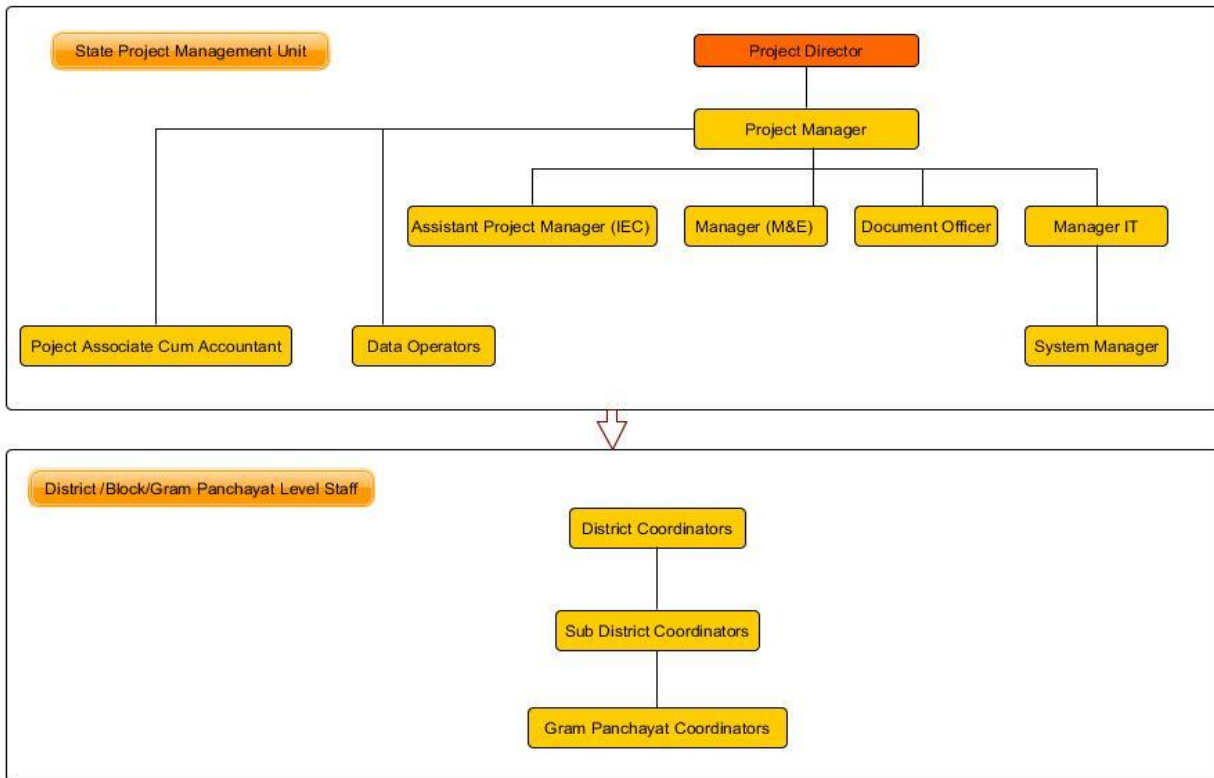 State Project Management Unit
Project Director
Project Manager
Assistant Project Manager (IEC)
Manager (M&E)
Document Officer
Manager IT
Poject Associate Cum Accountant
Data Operators
System Manager
District /Block/Gram Panchayat Level Staff
District Coordinators
Sub District Coordinators
Gram Panchayat Coordinators